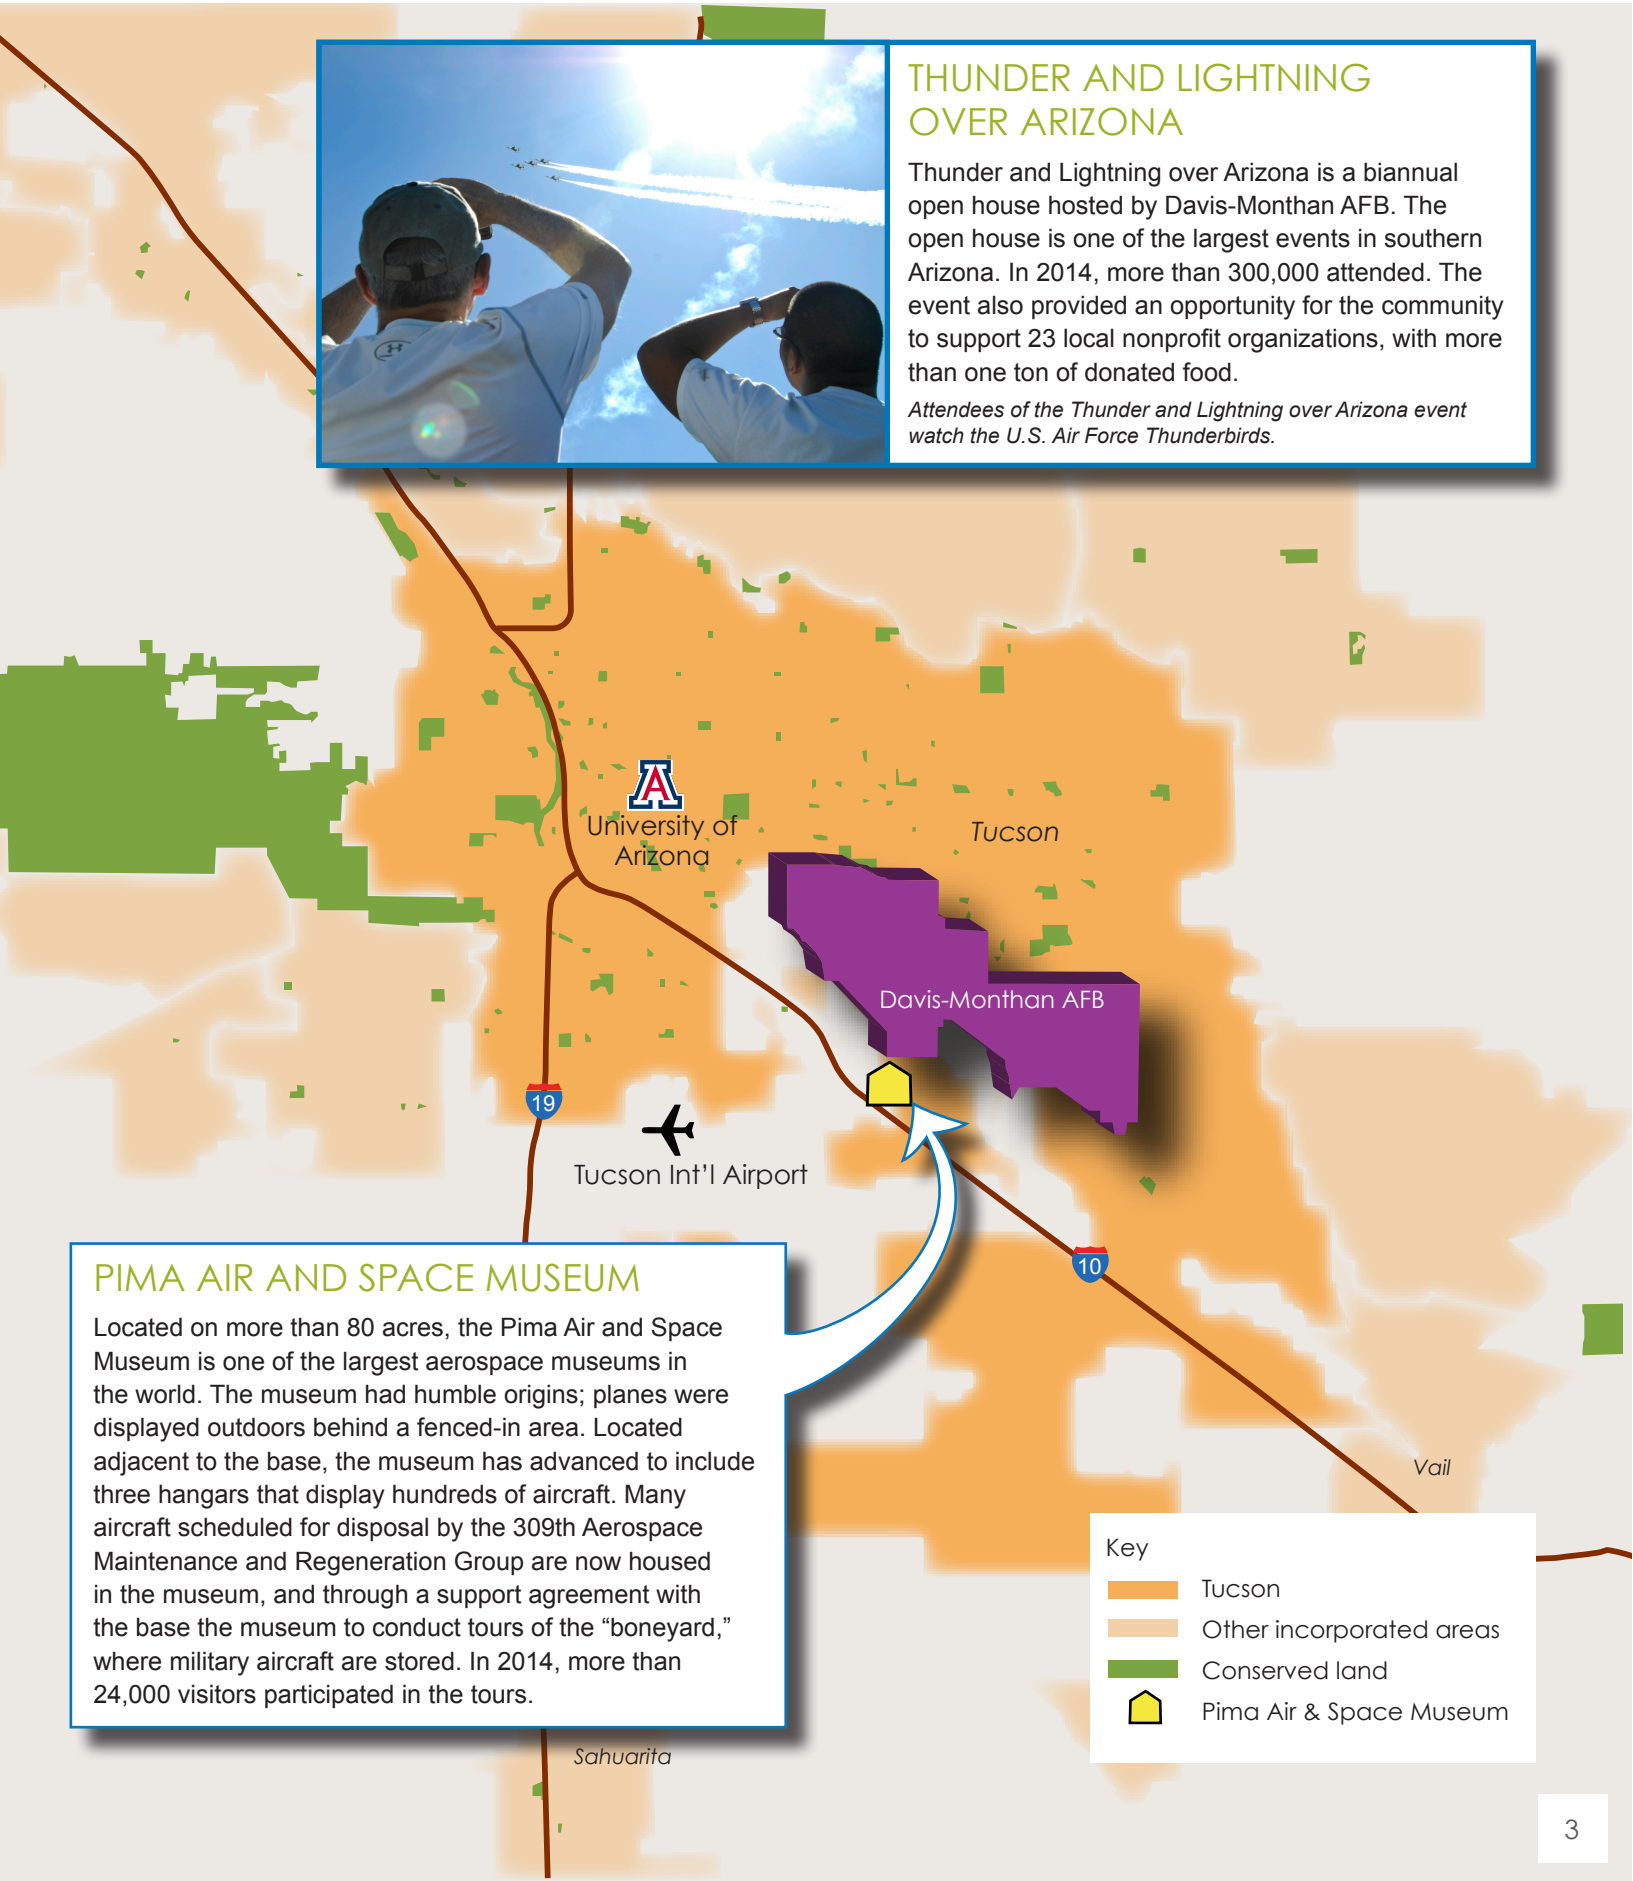 THUNDER AND LIGHTNING
OVER ARIZONA
Thunder and Lightning over Arizona is a biannual
open house hosted by Davis-Monthan AFB. The
open house is one of the largest events in southern
Arizona. In 2014, more than 300,000 attended. The
event also provided an opportunity for the community
to support 23 local nonprofit organizations, with more
than one ton of donated food.
Attendees of the Thunder and Lightning over Arizona event
watch the U.S. Air Force Thunderbirds.
A
University of
Arizona
Tucson
Davis-Monthan AFB
19
Tucson Int'l Airport
10
PIMA AIR AND SPACE MUSEUM
Located on more than 80 acres, the Pima Air and Space
Museum is one of the largest aerospace museums in
the world. The museum had humble origins; planes were
displayed outdoors behind a fenced-in area. Located
adjacent to the base, the museum has advanced to include
three hangars that display hundreds of aircraft. Many
aircraft scheduled for disposal by the 309th Aerospace
Maintenance and Regeneration Group are now housed
in the museum, and through a support agreement with
the base the museum to conduct tours of the “boneyard,”
where military aircraft are stored. In 2014, more than
24,000 visitors participated in the tours.
Vail
Key
Tucson
Other incorporated areas
Conserved land
Pima Air & Space Museum
Sahuarita
3